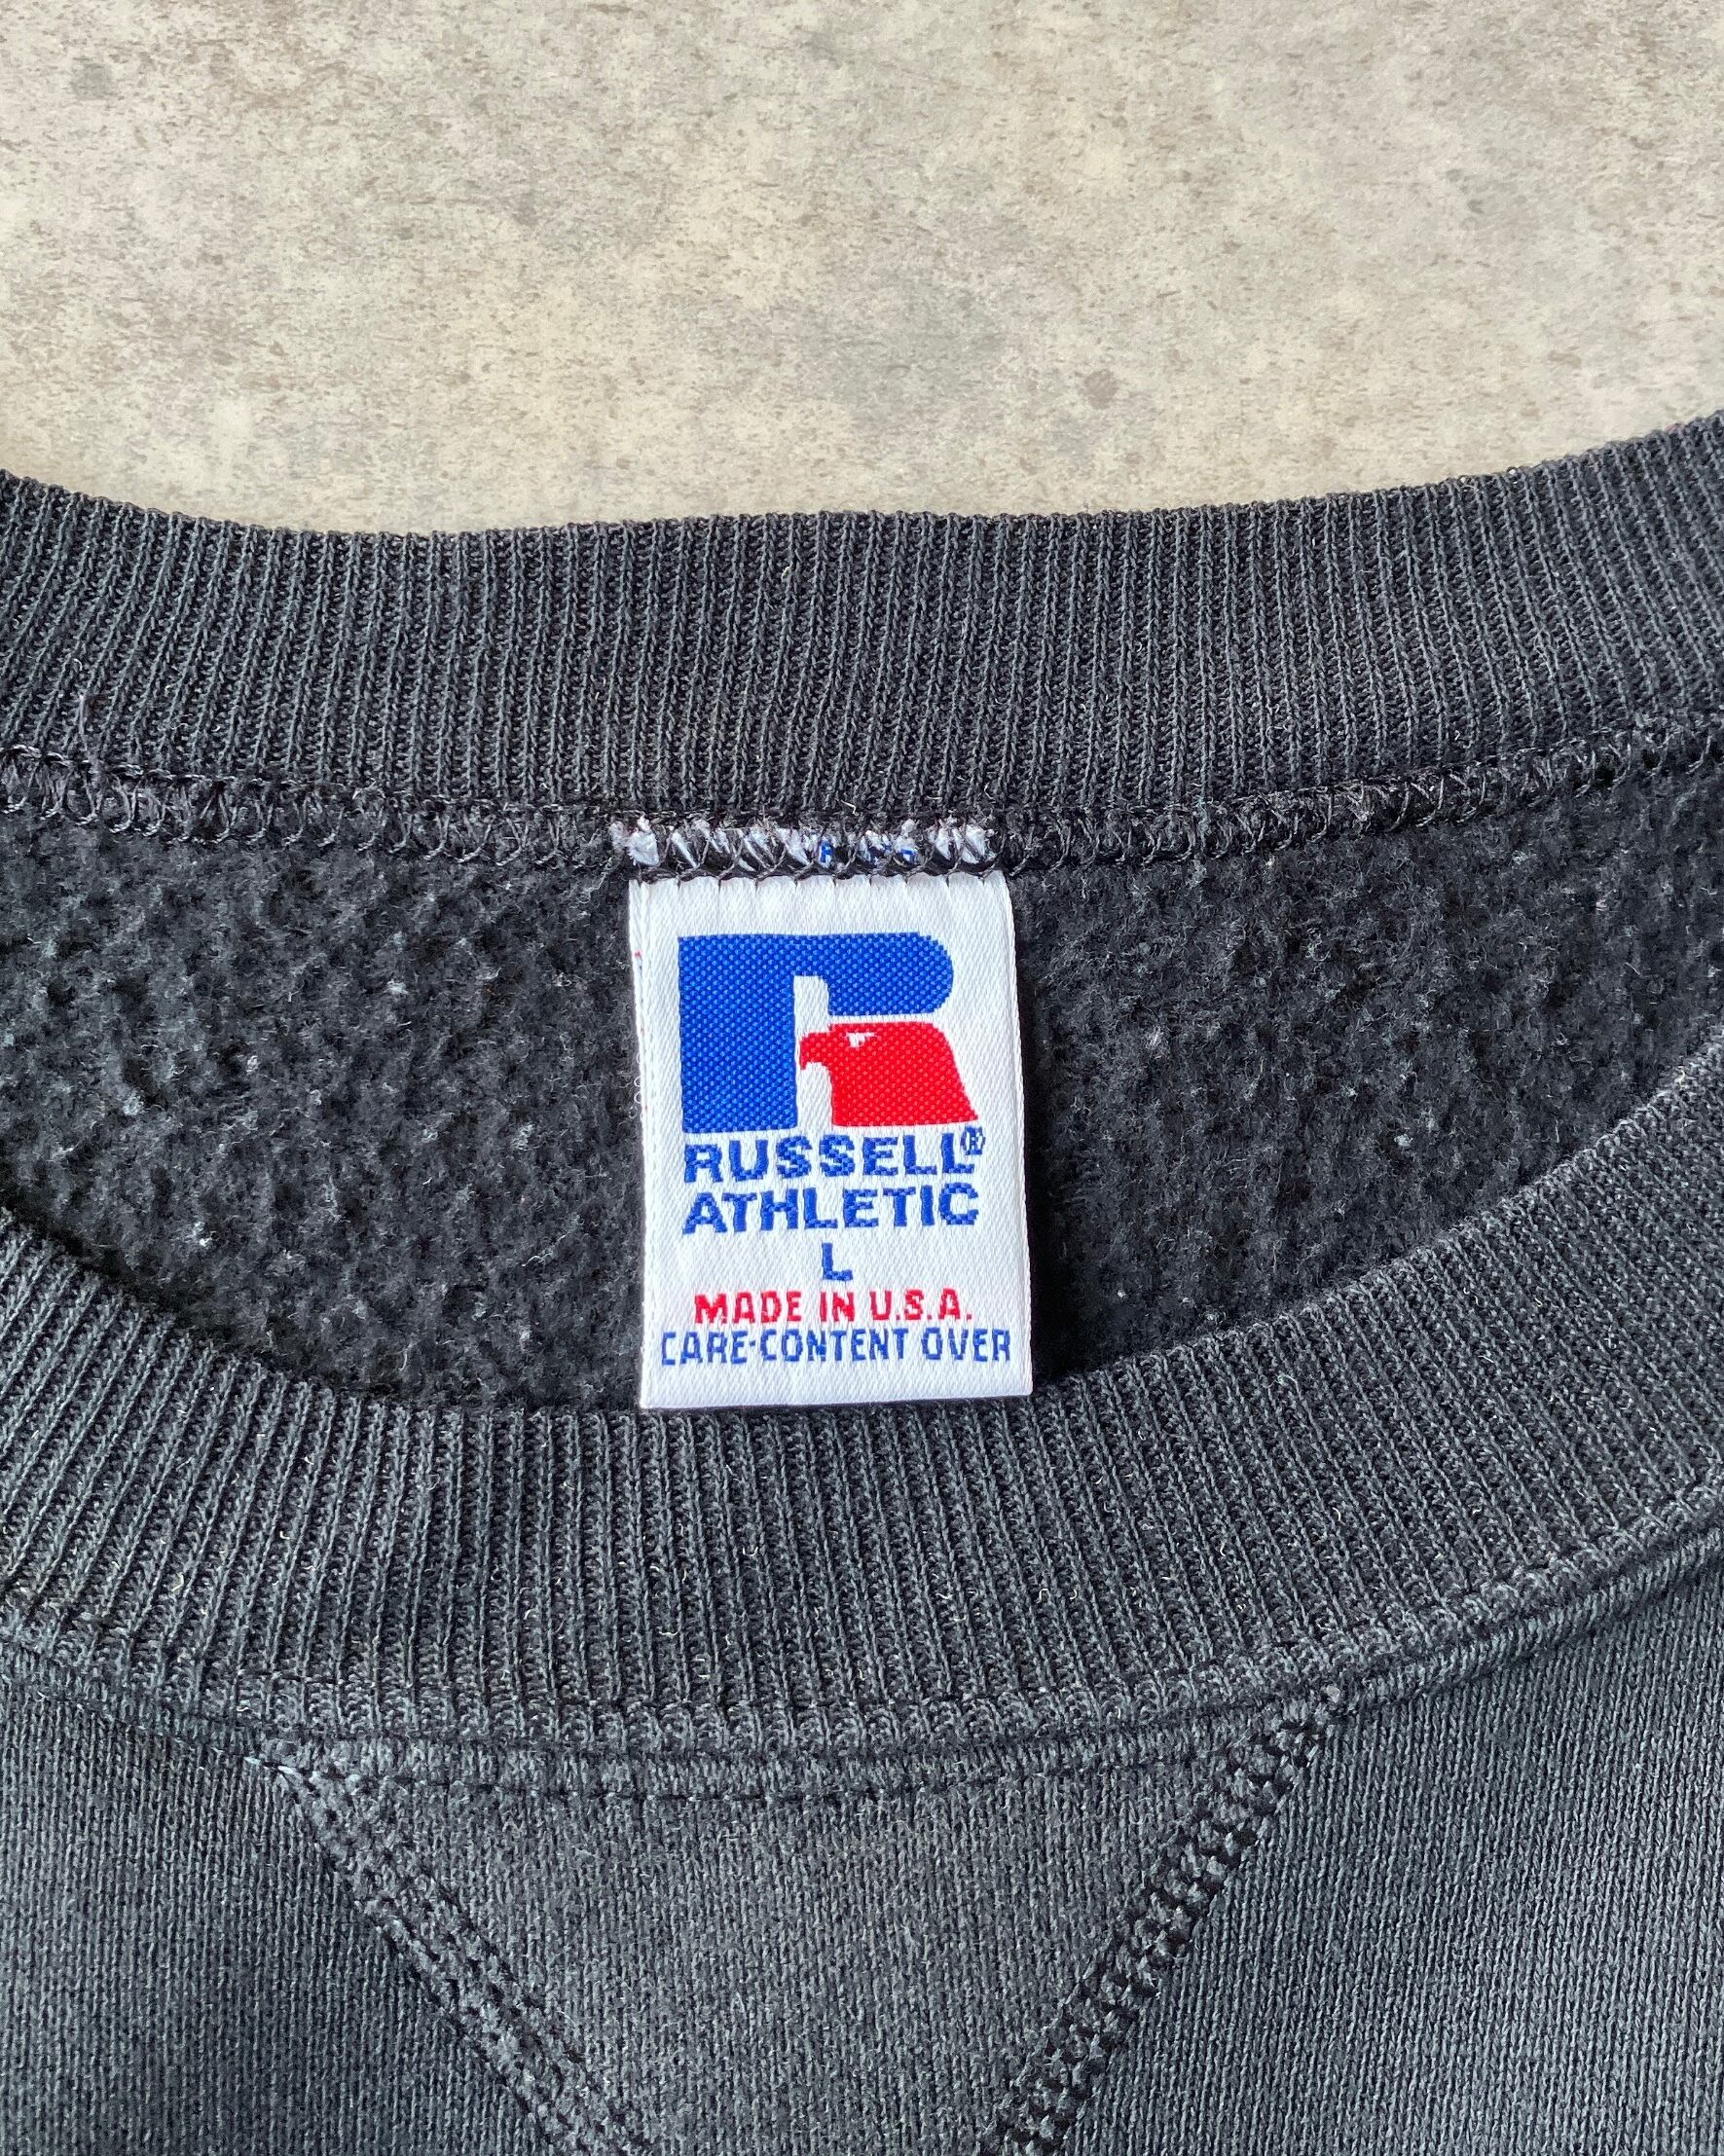 RUSSELL®
ATHLETIC
L
MADE IN U.S.A.
CARE-CONTENT OVER